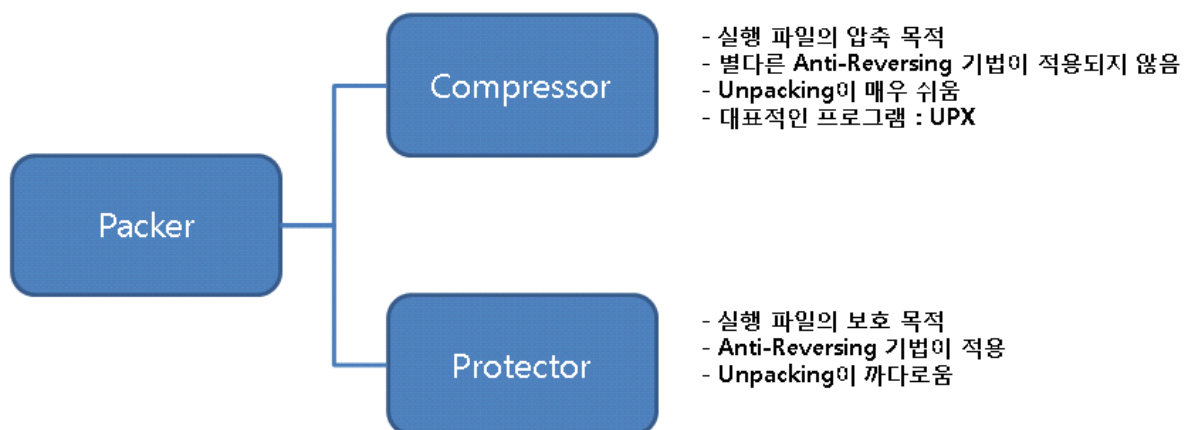 Packer
Compressor
- 실행 파일의 압축 목적
- 별다른 Anti-Reversing 기법이 적용되지 않음
- Unpacking이 매우 쉬움
- 대표적인 프로그램 : UPX
Protector
- 실행 파일의 보호 목적
- Anti-Reversing 기법이 적용
- Unpacking이 까다로움